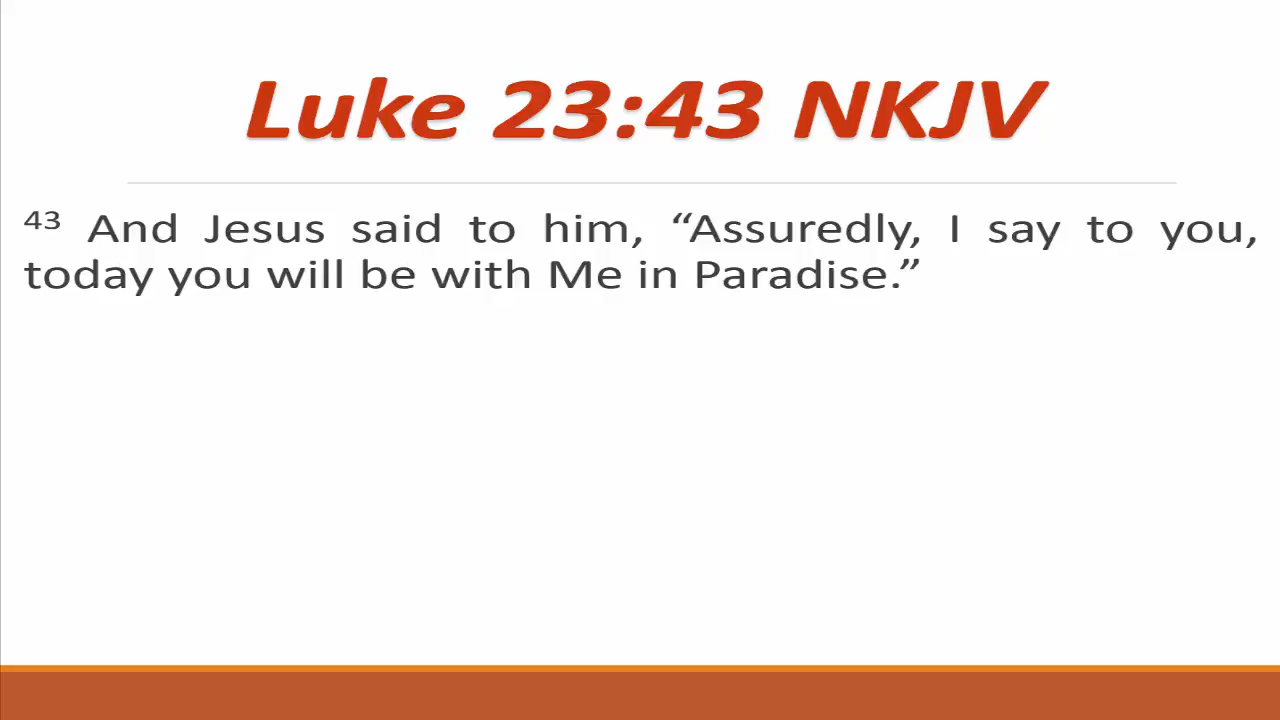 Luke 23:43 NKJV
43 And Jesus said to him, “Assuredly, I say to you,
today you will be with Me in Paradise.”